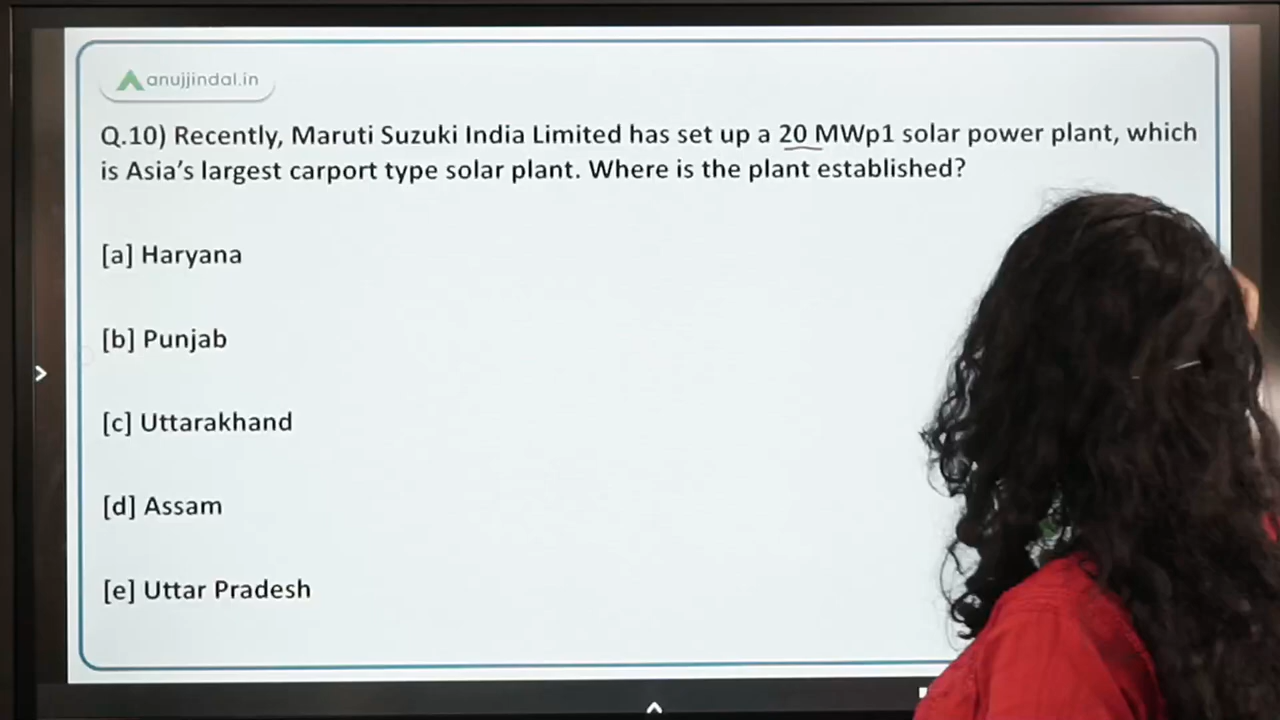 anujjindal.in
Q.10) Recently, Maruti Suzuki India Limited has set up a 20 MWp1 solar power plant, which
is Asia’s largest carport type solar plant. Where is the plant established?
[a] Haryana
[b] Punjab
[c] Uttarakhand
[d] Assam
[e] Uttar Pradesh